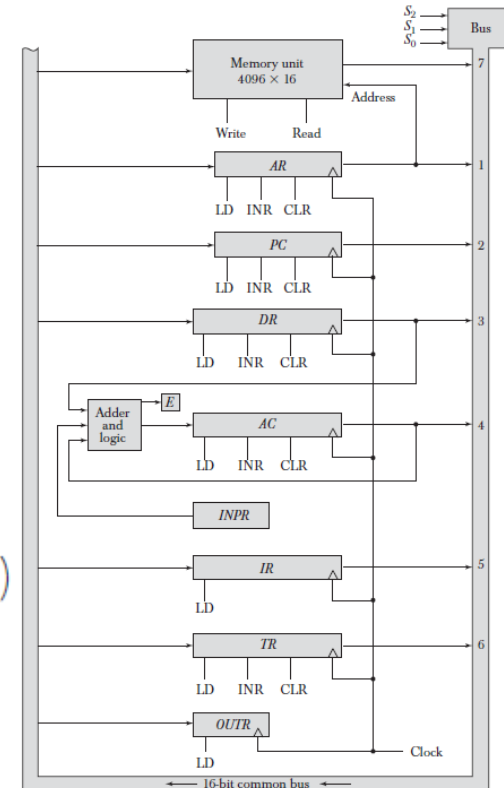 S2
S1
S0
Bus
Memory unit
4096 × 16
7
Address
Write Read
AR
1
LD INR CLR
PC
2
LD INR CLR
DR
3
LD INR CLR
E
Adder
and
logic
AC
4
LD INR CLR
INPR
)
IR
5
LD
TR
6
LD INR CLR
OUTR
LD
Clock
16-bit common bus